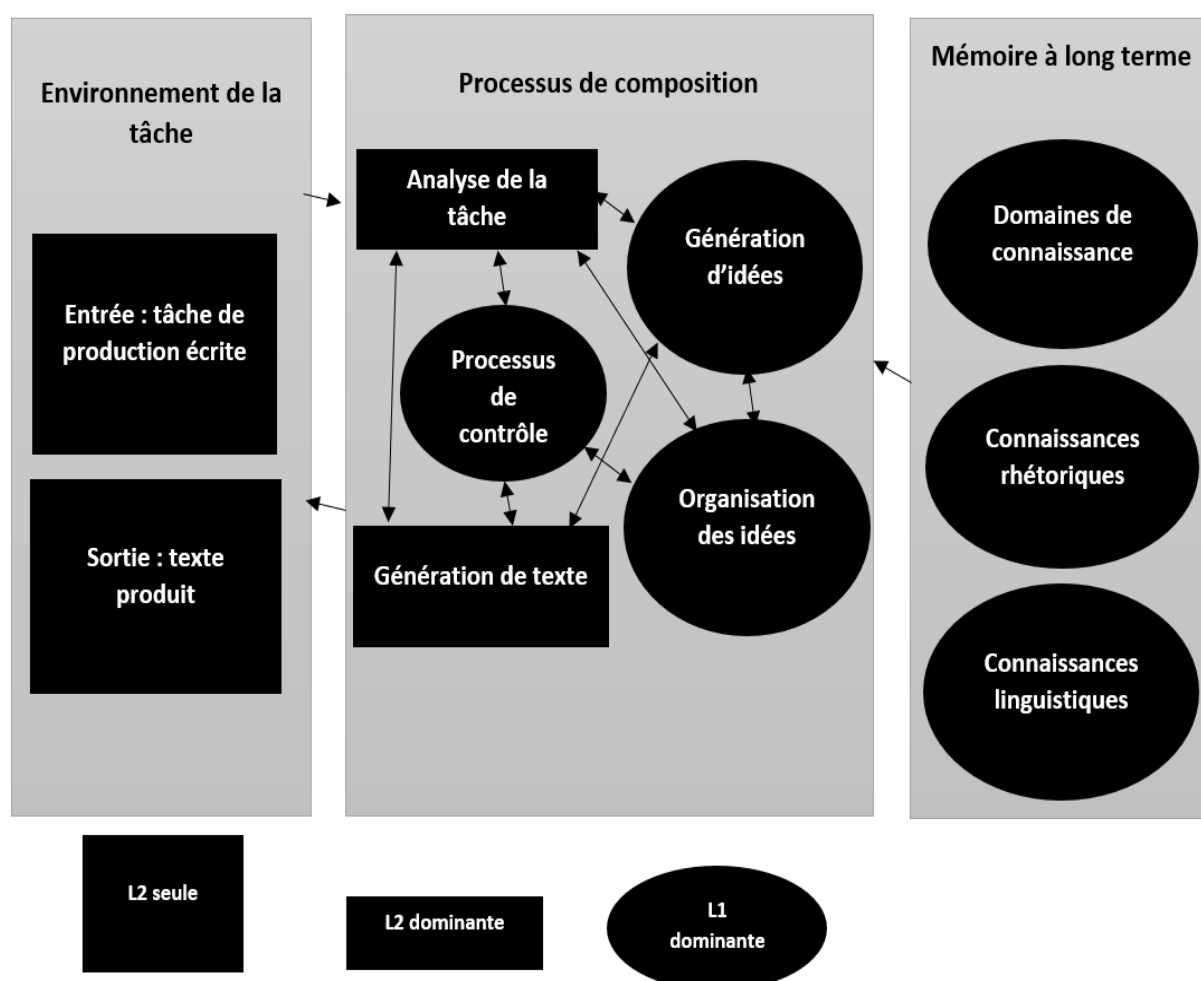 Environnement de la
tâche
Entrée : tâche de
production écrite
Sortie : texte
produit
Processus de composition
Analyse de la
tâche
Génération
d’idées
Processus
de
contrôle
Organisation
des idées
Génération de texte
Mémoire à long terme
Domaines de
connaissance
Connaissances
rhétoriques
Connaissances
linguistiques
L2 seule
L2 dominante
L1
dominante